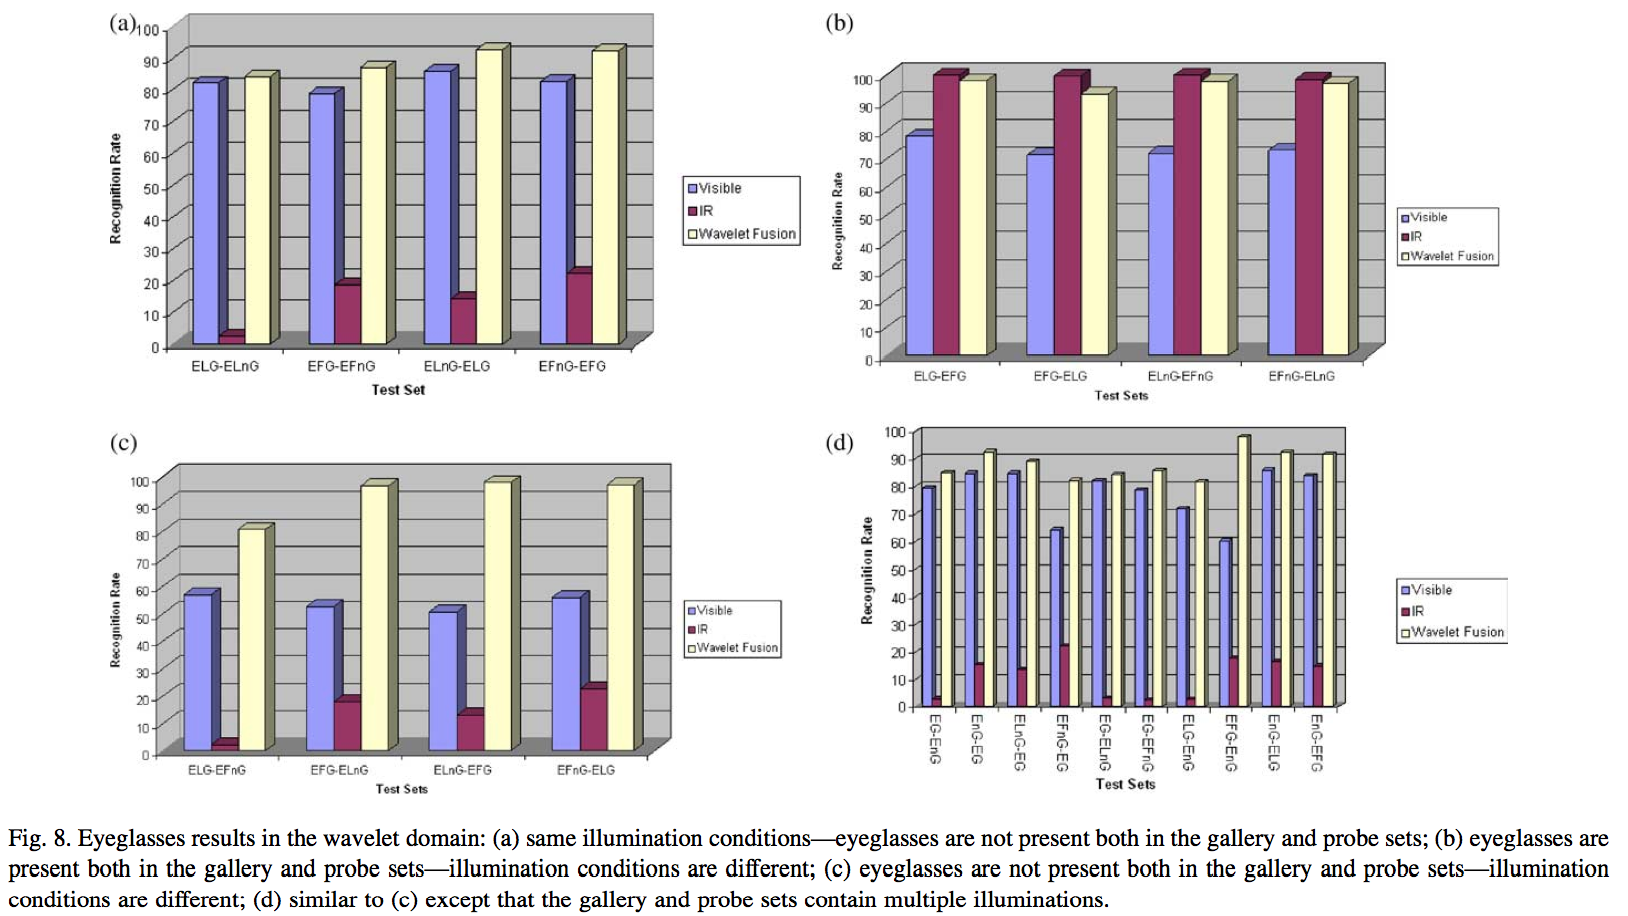 (a)
100
90
80
70
60
50
40
30
20
10
0
Recognition Rate
ELG-ELnG
EFG-EFnG
ELnG-ELG
EFnG-EFG
Test Set
Visible
IR
Wavelet Fusion
(b)
100
90
80
70
60
50
40
30
20
10
0
Recognition Rate
ELG-EFG
EFG-ELG
ELnG-EFnG
EFnG-ELnG
Test Sets
Visible
IR
Wavelet Fusion
(c)
100
90
80
70
60
50
40
30
20
10
0
Recognition Rate
ELG-EFnG
EFG-ELnG
ELnG-EFG
EFnG-ELG
Test Sets
Visible
IR
Wavelet Fusion
(d)
100
90
80
70
60
50
40
30
20
10
0
Recognition Rate
EG-EnG
EnG-EG
ELnG-EG
EFnG-EG
EG-ELnG
EG-EFnG
ELG-EnG
EFG-EnG
EnG-ELG
EnG-EFG
Test Sets
Visible
IR
Wavelet Fusion
Fig. 8. Eyeglasses results in the wavelet domain: (a) same illumination conditions—eyeglasses are not present both in the gallery and probe sets; (b) eyeglasses are
present both in the gallery and probe sets—illumination conditions are different; (c) eyeglasses are not present both in the gallery and probe sets—illumination
conditions are different; (d) similar to (c) except that the gallery and probe sets contain multiple illuminations.